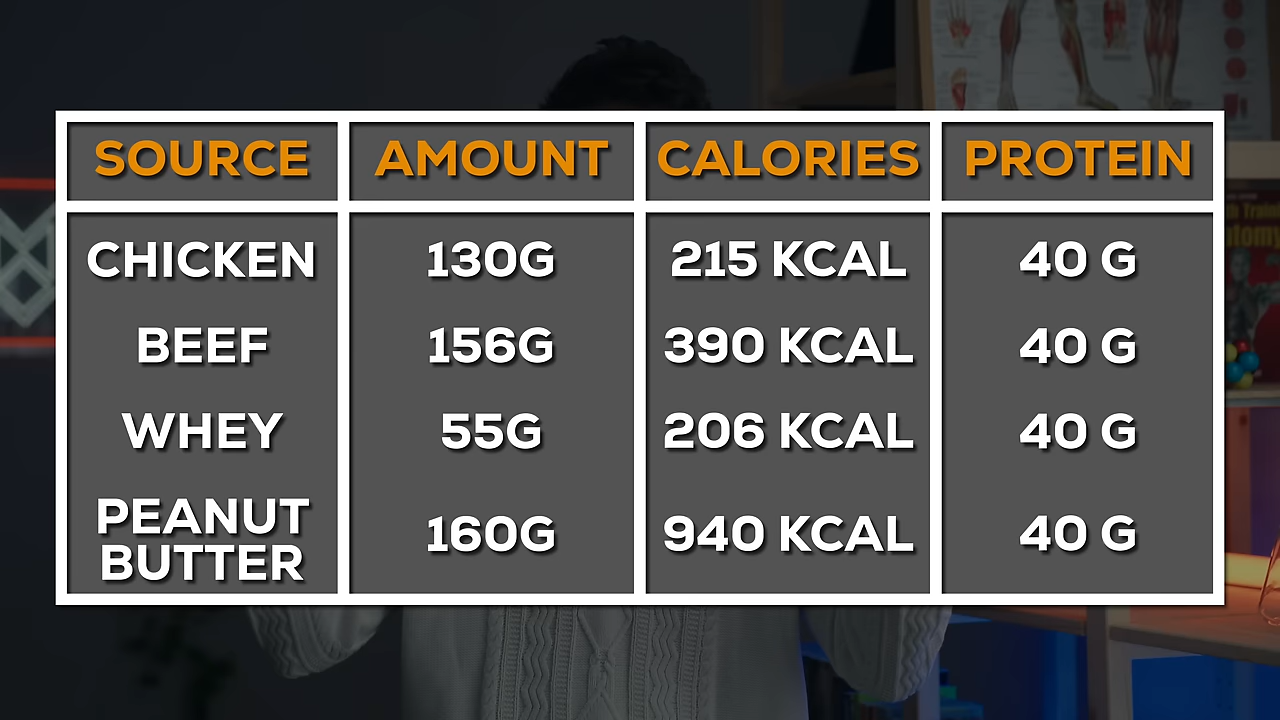 SOURCE AMOUNT CALORIES PROTEIN
CHICKEN 130G 215 KCAL 40 G
BEEF 156G 390 KCAL 40 G
WHEY 55G 206 KCAL 40 G
PEANUT
BUTTER 160G 940 KCAL 40 G